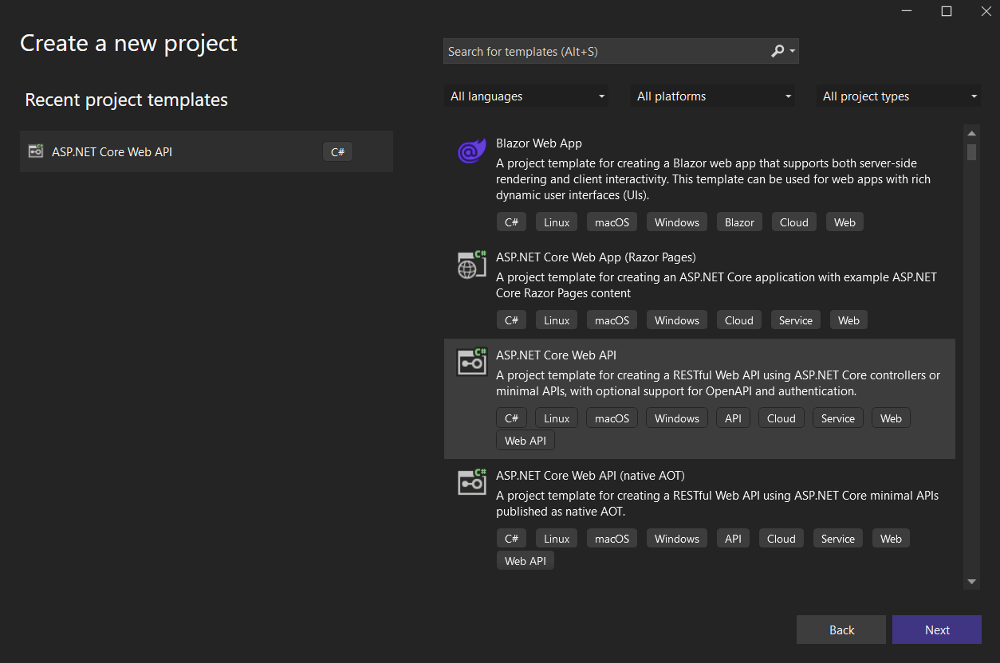 Create a new project
Search for templates (Alt+S)
Recent project templates
All languages
All platforms
All project types
ASP.NET Core Web API
C#
Blazor Web App
A project template for creating a Blazor web app that supports both server-side
rendering and client interactivity. This template can be used for web apps with rich
dynamic user interfaces (UIs).
C# Linux macOS Windows Blazor Cloud Web
C#
ASP.NET Core Web App (Razor Pages)
A project template for creating an ASP.NET Core application with example ASP.NET
Core Razor Pages content
C# Linux macOS Windows Cloud Service Web
C#
ASP.NET Core Web API
A project template for creating a RESTful Web API using ASP.NET Core controllers or
minimal APIs, with optional support for OpenAPI and authentication.
C# Linux macOS Windows API Cloud Service Web
Web API
C#
ASP.NET Core Web API (native AOT)
A project template for creating a RESTful Web API using ASP.NET Core minimal APIs
published as native AOT.
C# Linux macOS Windows API Cloud Service Web
Web API
Back
Next